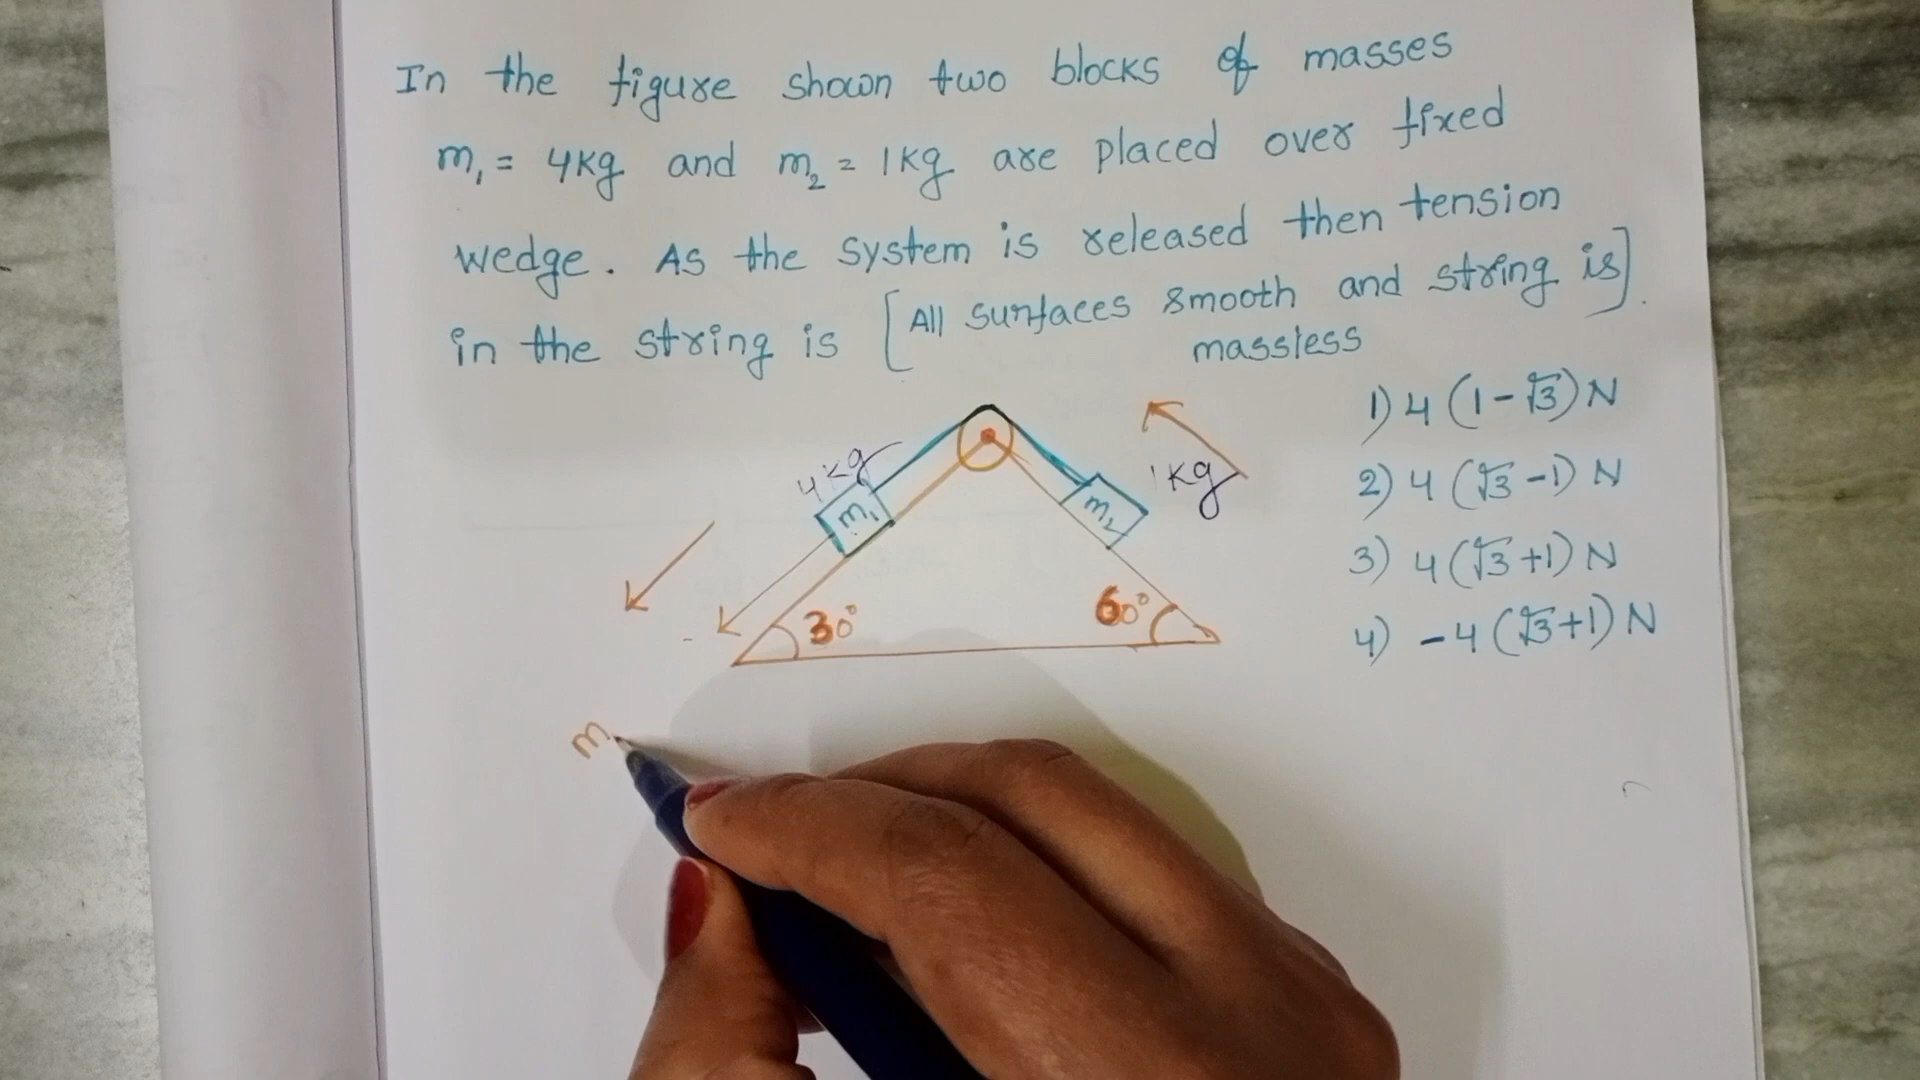 In the figure shown two blocks of masses
m₁ = 4kg and m₂ = 1kg are placed over fixed
wedge. As the system is released then tension
in the string is [All surfaces smooth and string is].
massless
1) 4 (1-√3) N
2) 4 (√3-1) N
3) 4 (√3+1) N
4) -4 (√3+1) N
4kg
1kg
m₁
m₂
30°
60°
m